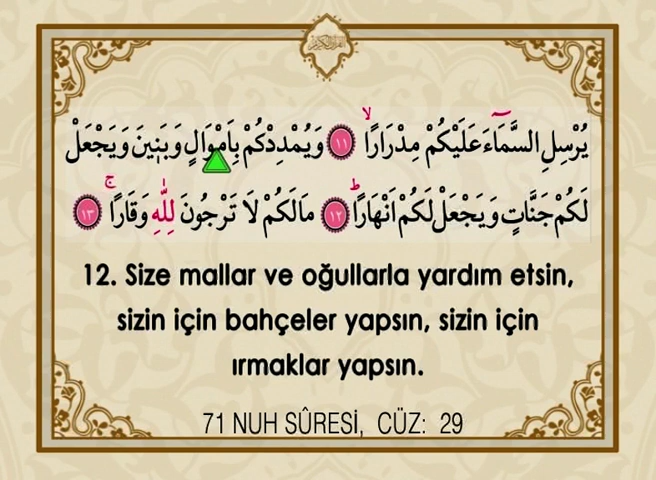 يُرْسِلِ السَّمَٓاءَ عَلَيْكُمْ مِدْرَارًاۙ ﴿١١﴾ وَيُمْدِدْكُمْ بِاَمْوَالٍ وَبَن۪ينَ وَيَجْعَلْ
لَكُمْ جَنَّاتٍ وَيَجْعَلْ لَكُمْ اَنْهَارًاۜ ﴿١٢﴾ مَالَكُمْ لَا تَرْجُونَ لِلّٰهِ وَقَارًاۚ ﴿١٣﴾
12. Size mallar ve oğullarla yardım etsin,
sizin için bahçeler yapsın, sizin için
ırmaklar yapsın.
71 NUH SÛRESİ, CÜZ: 29